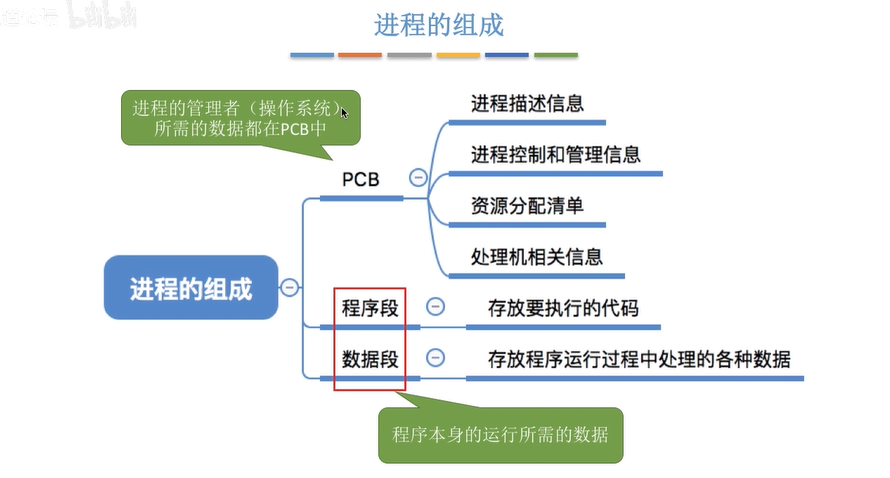 bilibili
进程的组成
进程的管理者（操作系统）
所需的数据都在PCB中
进程描述信息
进程控制和管理信息
PCB
资源分配清单
处理机相关信息
进程的组成
程序段
存放要执行的代码
数据段
存放程序运行过程中处理的各种数据
程序本身的运行所需的数据